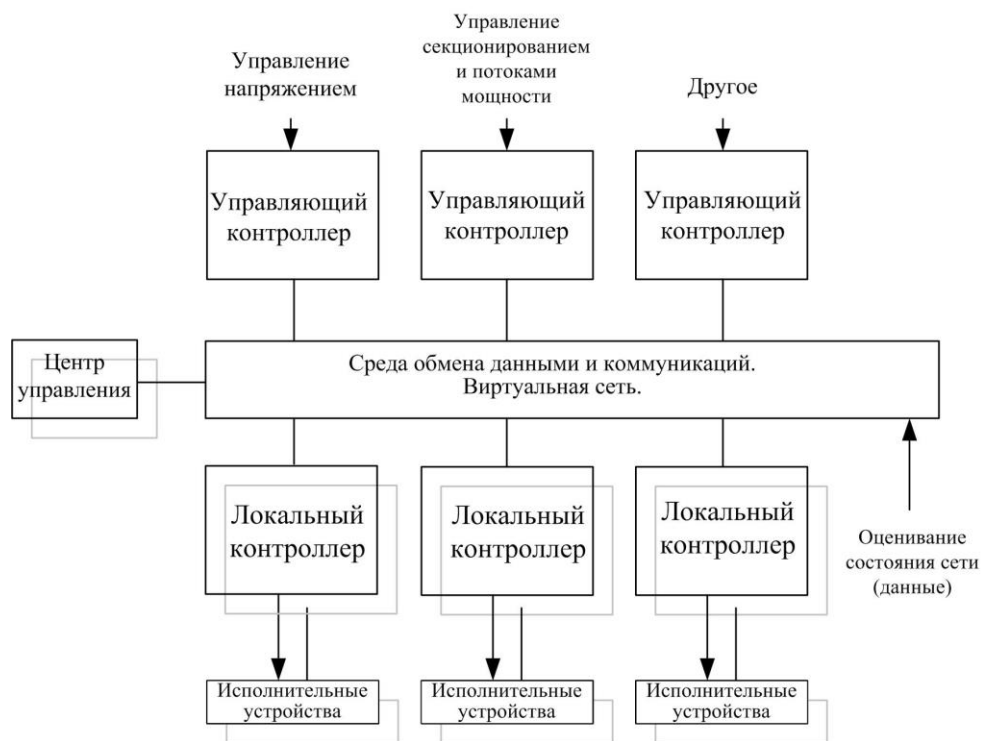 Управление
напряжением
Управление
секционированием
и потоками
мощности
Другое
Управляющий
контроллер
Управляющий
контроллер
Управляющий
контроллер
Центр
управления
Среда обмена данными и коммуникаций.
Виртуальная сеть.
Локальный
контроллер
Локальный
контроллер
Локальный
контроллер
Оценивание
состояния сети
(данные)
Исполнительные
устройства
Исполнительные
устройства
Исполнительные
устройства